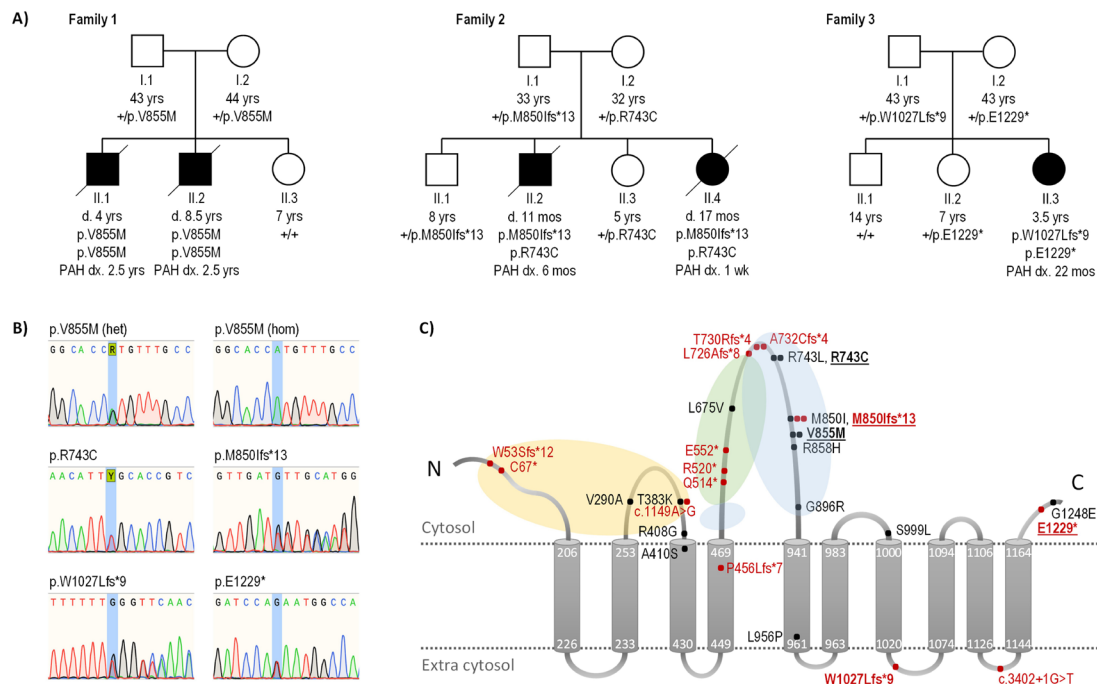 A)
Family 1
I.1
43 yrs
+/p.V855M
I.2
44 yrs
+/p.V855M
II.1
d. 4 yrs
p.V855M
p.V855M
PAH dx. 2.5 yrs
II.2
d. 8.5 yrs
p.V855M
p.V855M
PAH dx. 2.5 yrs
II.3
7 yrs
+/+
Family 2
I.1
33 yrs
+/p.M850Ifs*13
I.2
32 yrs
+/p.R743C
II.1
8 yrs
+/p.M850Ifs*13
II.2
d. 11 mos
p.M850Ifs*13
p.R743C
PAH dx. 6 mos
II.3
5 yrs
+/p.R743C
II.4
d. 17 mos
p.M850Ifs*13
p.R743C
PAH dx. 1 wk
Family 3
I.1
43 yrs
+/p.W1027Lfs*9
I.2
43 yrs
+/p.E1229*
II.1
14 yrs
+/+
II.2
7 yrs
+/p.E1229*
II.3
3.5 yrs
p.W1027Lfs*9
p.E1229*
PAH dx. 22 mos
B)
p.V855M (het)
G G C A C C R T G T T T G C C
p.V855M (hom)
G G C A C C A T G T T T G C C
p.R743C
A A C A T T Y G C A C C G T C
p.M850Ifs*13
G T T G A T G T T G C A T G G
p.W1027Lfs*9
T T T T T T G G G T T C A A C
p.E1229*
G A T C C A G A A T G G C C A
C)
T730Rfs*4
A732Cfs*4
L726Afs*8
R743L, R743C
L675V
M850I, M850Ifs*13
V855M
R858H
E552*
R520*
Q514*
W53Sfs*12
C67*
N
V290A
T383K
c.1149A>G
G896R
C
G1248E
E1229*
Cytosol
R408G
S999L
A410S
206
253
469
941
983
1000
1094
1106
1164
P456Lfs*7
L956P
226
233
430
449
961
963
1020
1074
1126
1144
Extra cytosol
W1027Lfs*9
c.3402+1G>T